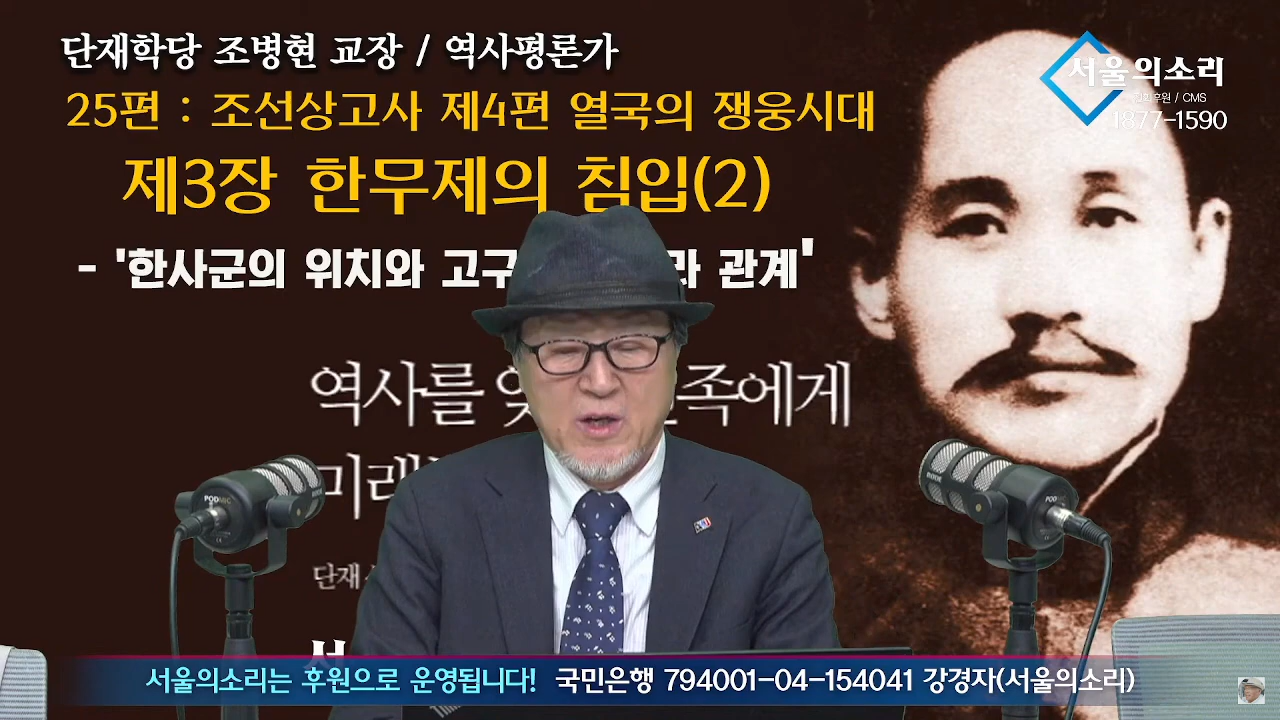 단재학당 조병현 교장 / 역사평론가
서울의소리
25편 : 조선상고사 제4편 열국의 쟁웅시대
/ CMS
1877-1590
제3장 한무제의 침입(2)
- '한사군의 위치와 고구 관계'
역사를 족에게
미래
단재
PODMIC
RODE
서울의소리는 후원으로 운영됩니다! 국민은행 794001-04-154041 강경자(서울의소리)